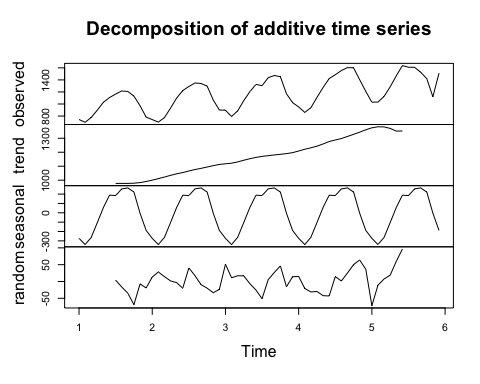 Decomposition of additive time series
observed
800 1400
trend
1000 1300
seasonal
-300 0
random
-50 50
1 2 3 4 5 6
Time